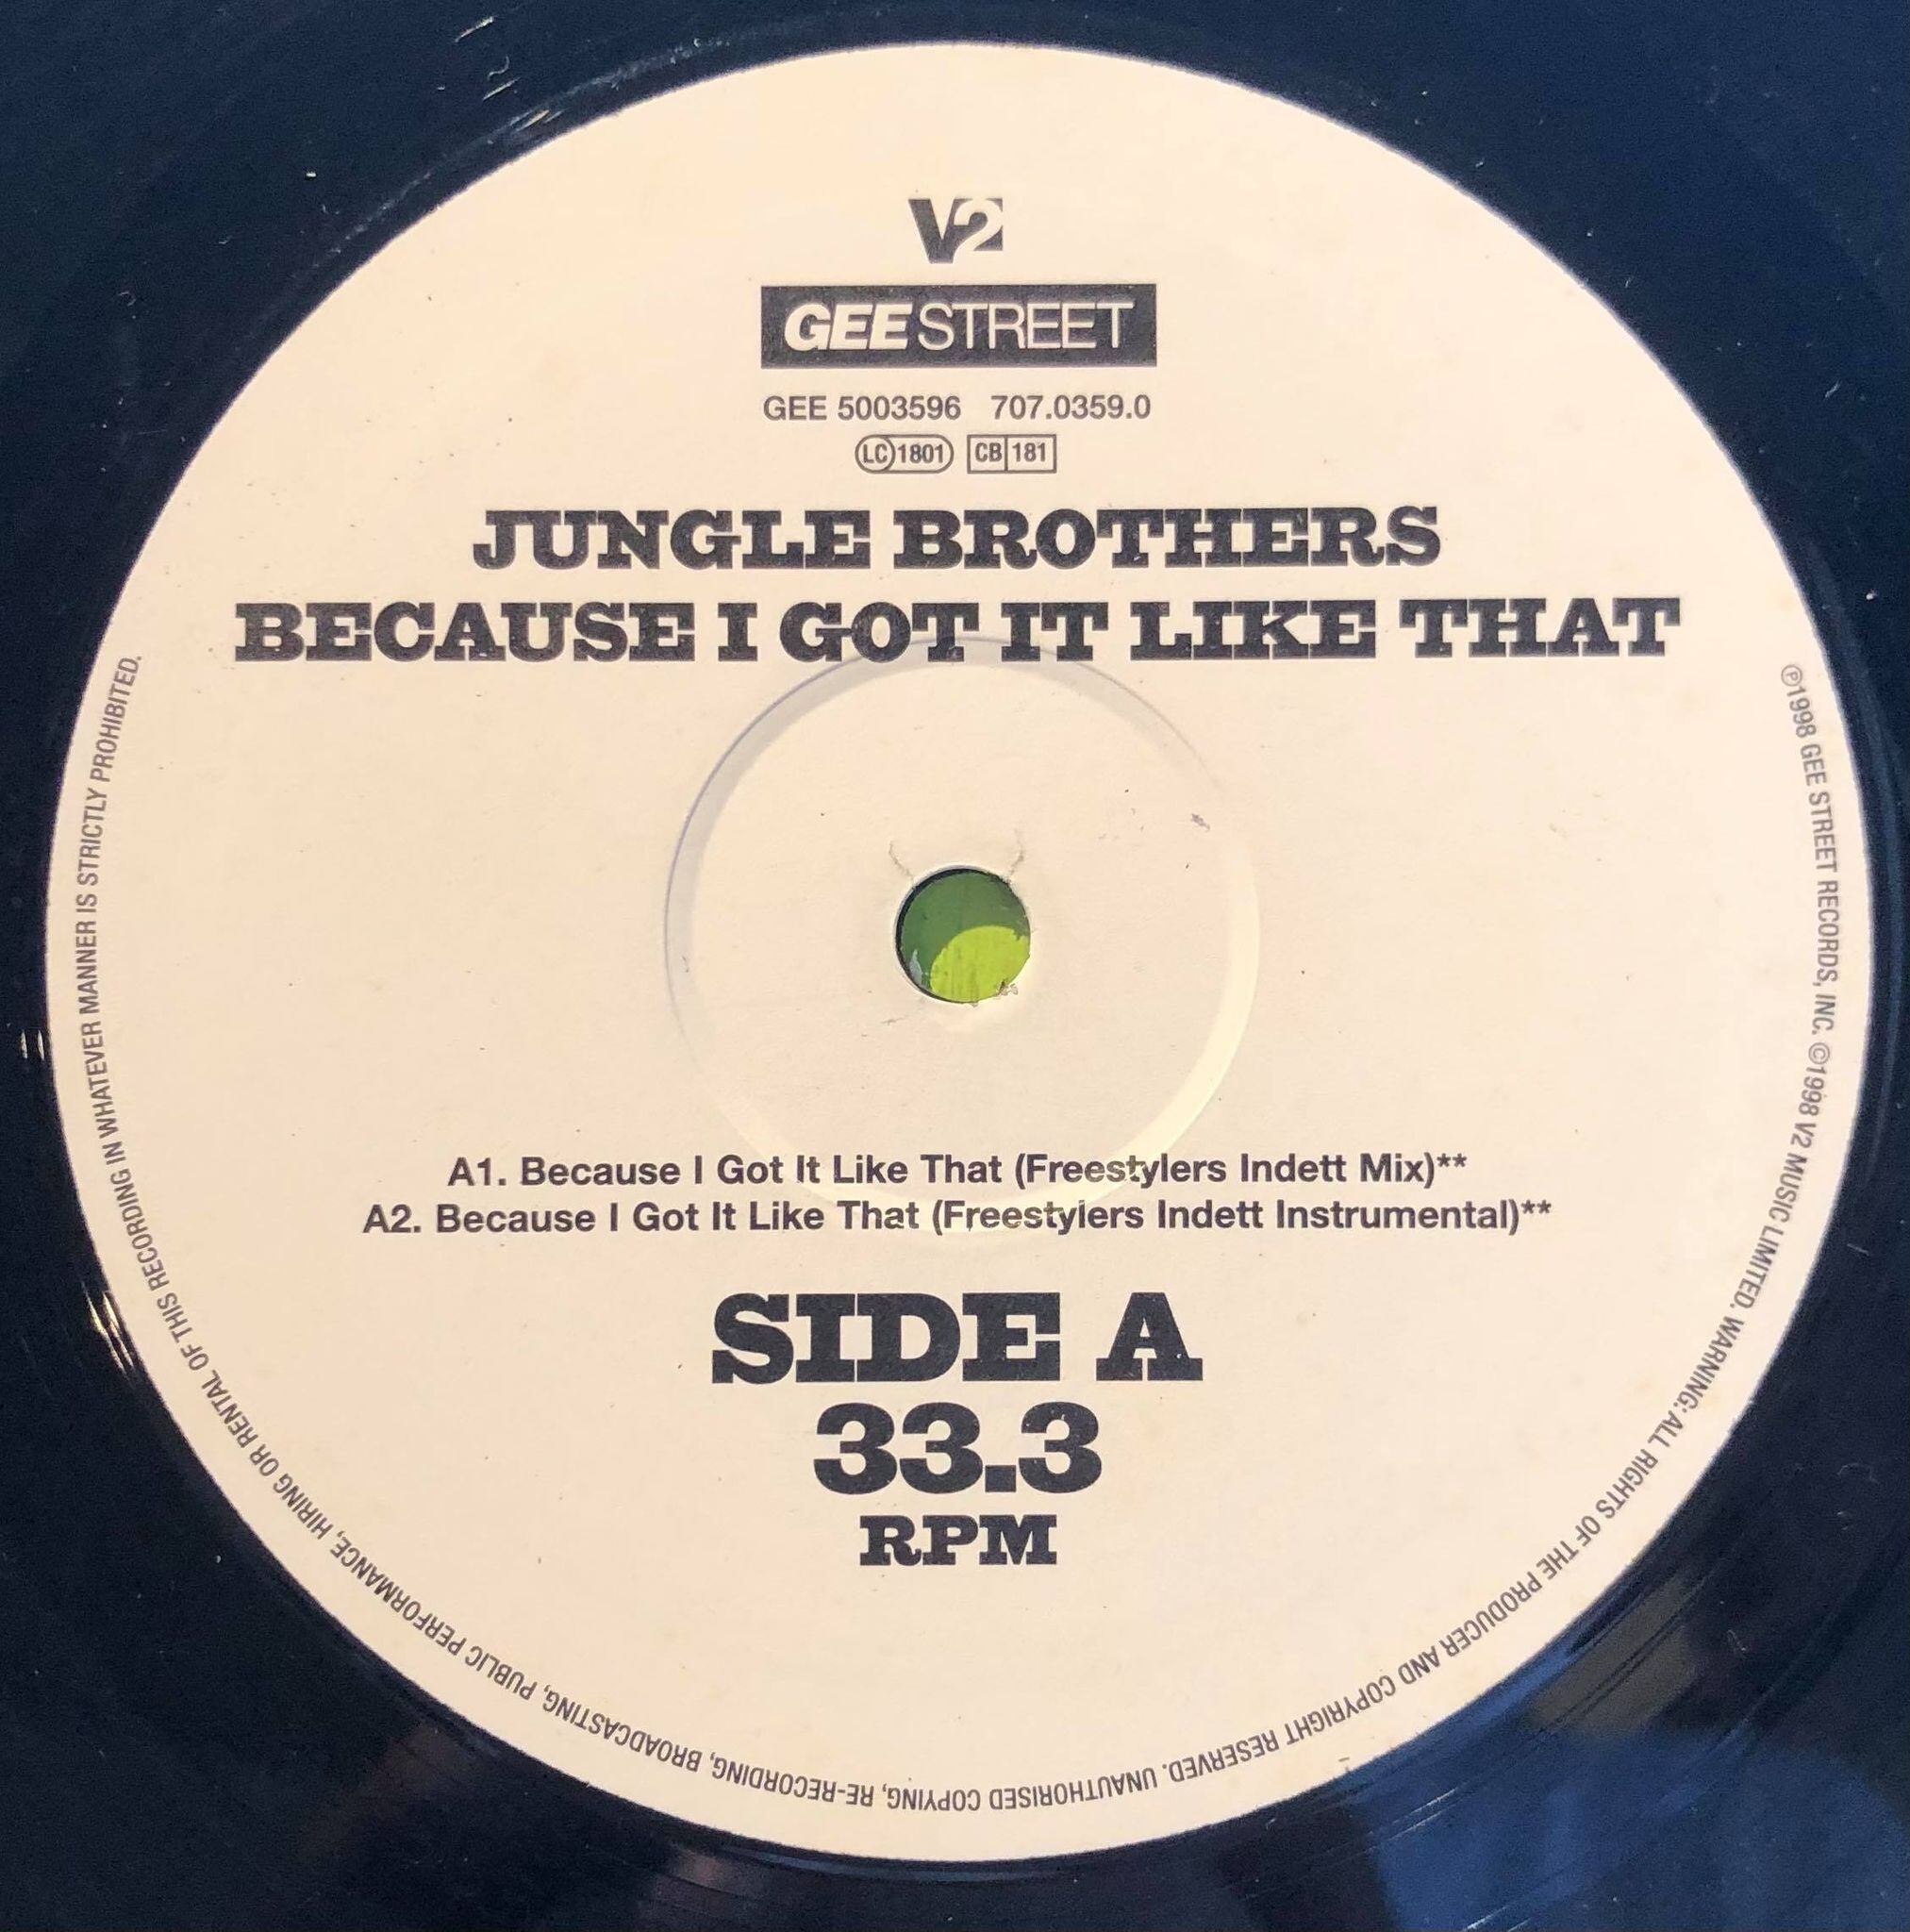 V2
GEE STREET
GEE 5003596 707.0359.0
LC 1801 CB 181
JUNGLE BROTHERS
BECAUSE I GOT IT LIKE THAT
A1. Because I Got It Like That (Freestylers Indett Mix)**
A2. Because I Got It Like That (Freestylers Indett Instrumental)**
SIDE A
33.3
RPM
℗1998 GEE STREET RECORDS, INC. ©1998 V2 MUSIC LIMITED. WARNING: ALL RIGHTS OF THE PRODUCER AND COPYRIGHT RESERVED. UNAUTHORISED COPYING, RE-RECORDING, BROADCASTING, PUBLIC PERFORMANCE, HIRING OR RENTAL OF THIS RECORDING IN WHATEVER MANNER IS STRICTLY PROHIBITED.